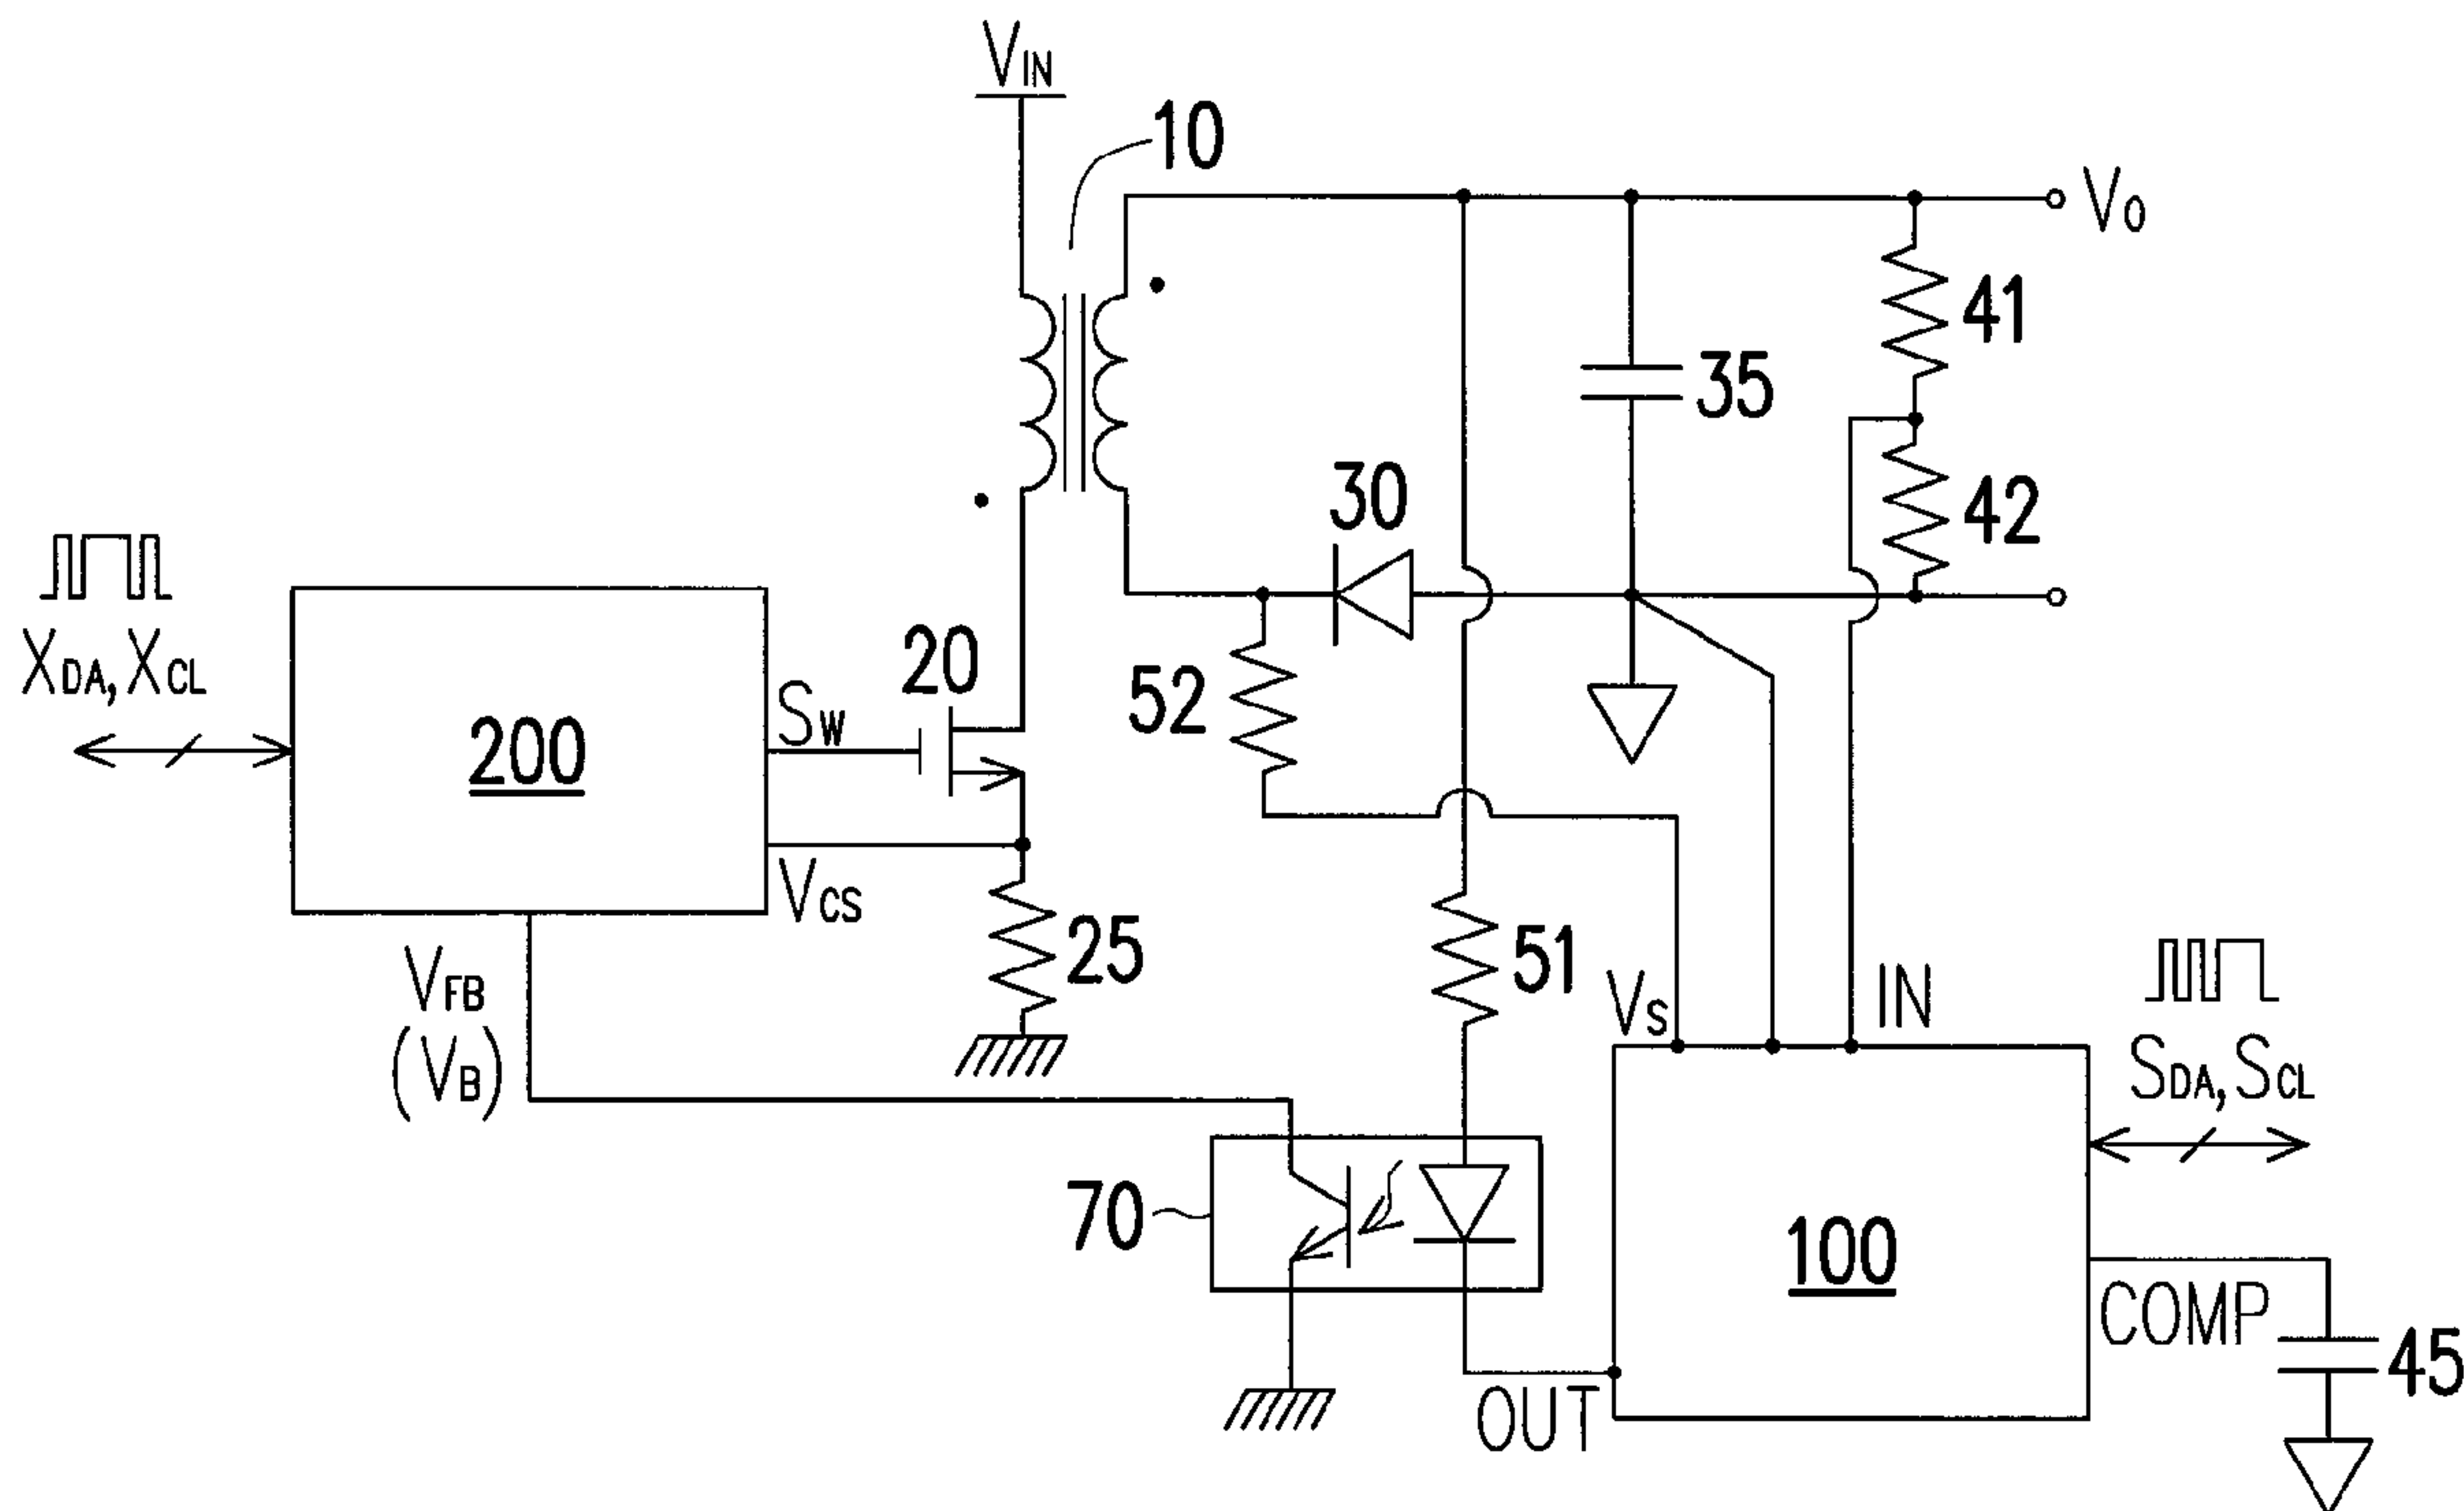 VIN
10
VO
41
35
30
42
XDA, XCL
20
52
SW
200
VCS
25
51
VFB
(VB)
VS
IN
SDA, SCL
70
100
COMP
45
OUT